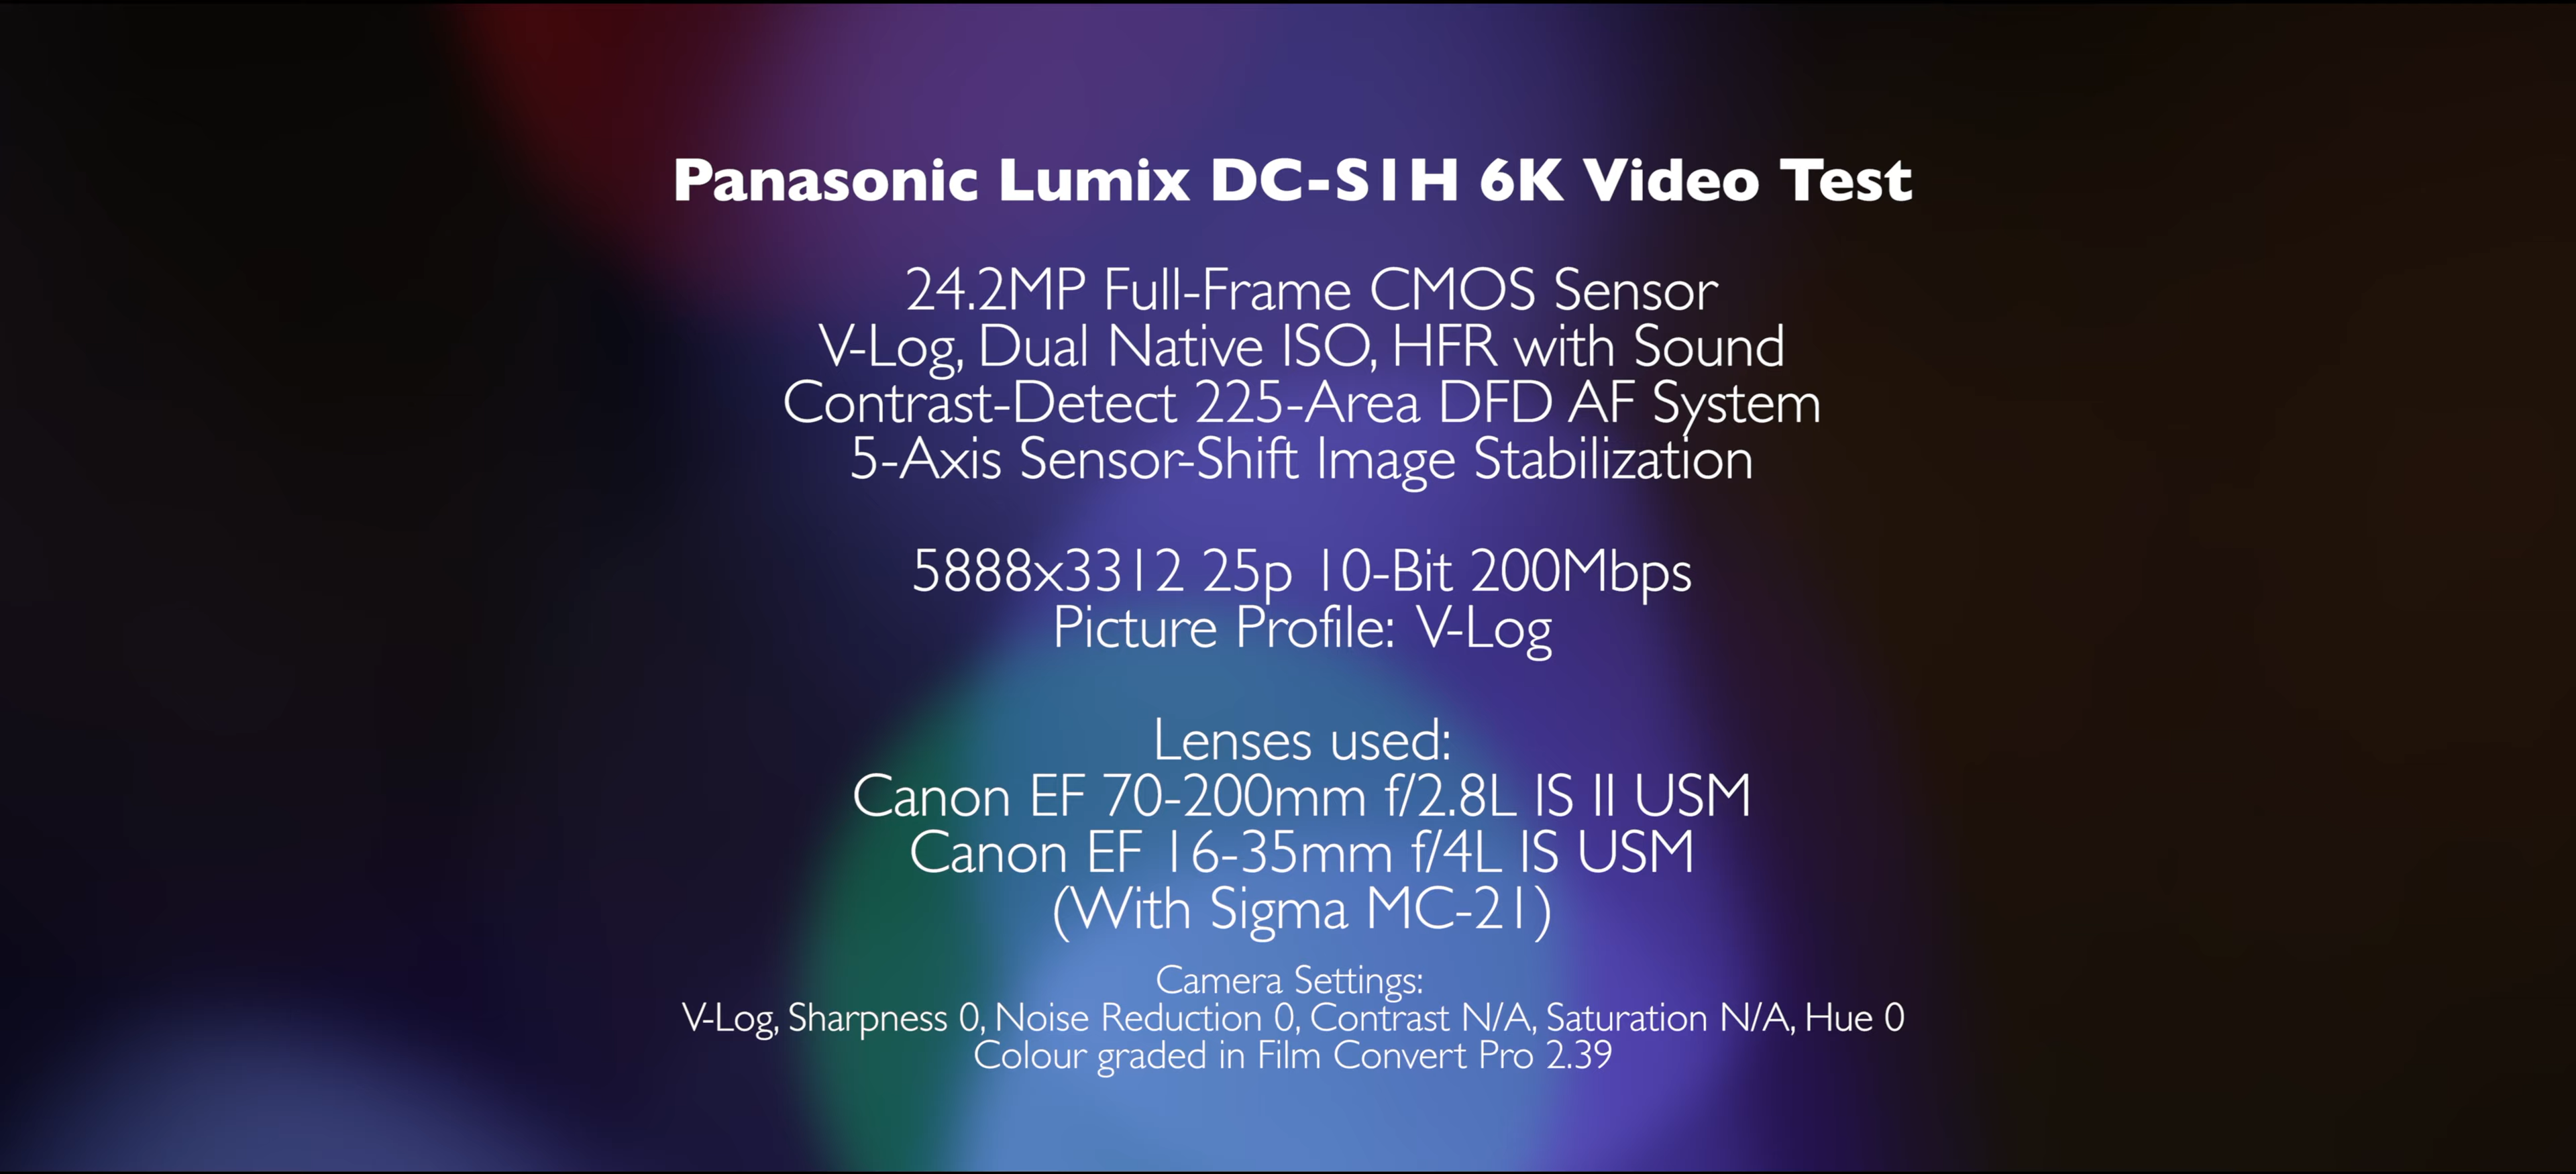 Panasonic Lumix DC-S1H 6K Video Test
24.2MP Full-Frame CMOS Sensor
V-Log, Dual Native ISO, HFR with Sound
Contrast-Detect 225-Area DFD AF System
5-Axis Sensor-Shift Image Stabilization
5888x3312 25p 10-Bit 200Mbps
Picture Profile: V-Log
Lenses used:
Canon EF 70-200mm f/2.8L IS II USM
Canon EF 16-35mm f/4L IS USM
(With Sigma MC-21)
Camera Settings:
V-Log, Sharpness 0, Noise Reduction 0, Contrast N/A, Saturation N/A, Hue 0
Colour graded in Film Convert Pro 2.39